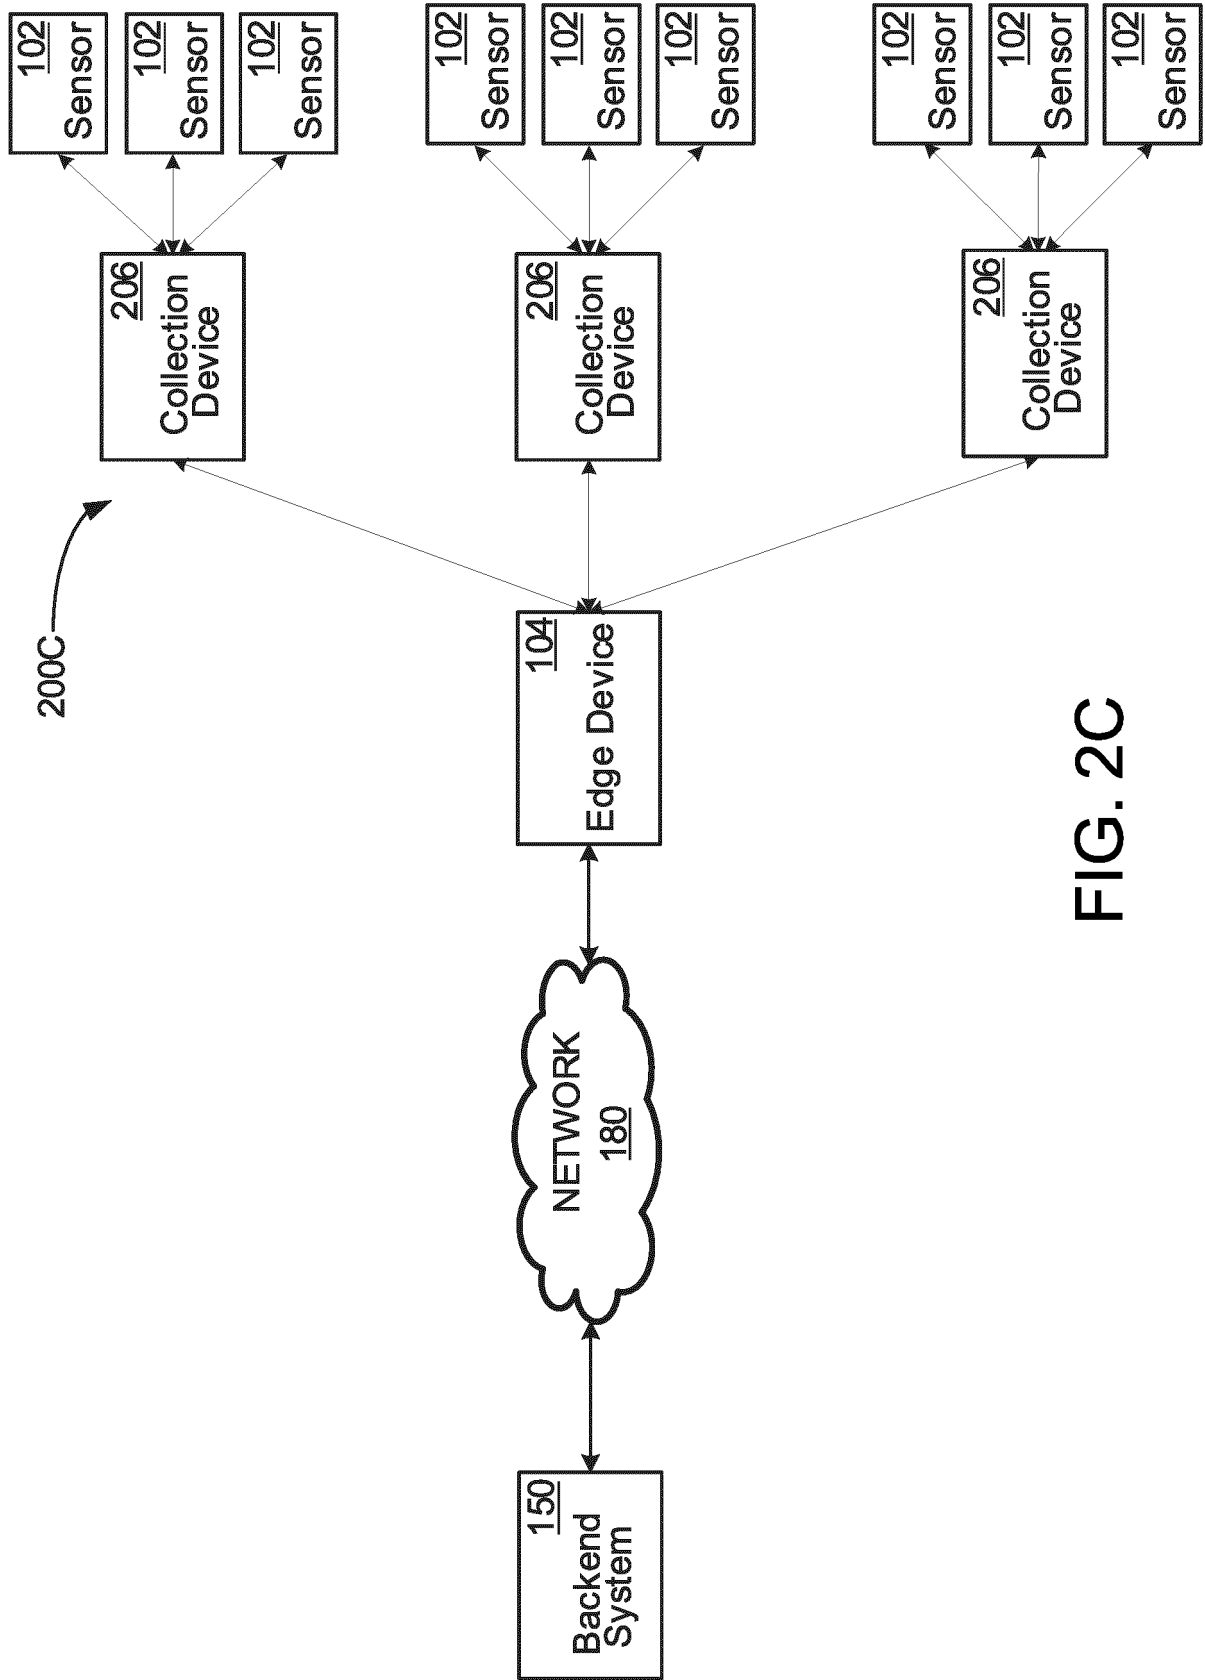 200C
150
Backend
System
NETWORK
180
104
Edge Device
206
Collection
Device
102
Sensor
102
Sensor
102
Sensor
206
Collection
Device
102
Sensor
102
Sensor
102
Sensor
206
Collection
Device
102
Sensor
102
Sensor
102
Sensor
FIG. 2C